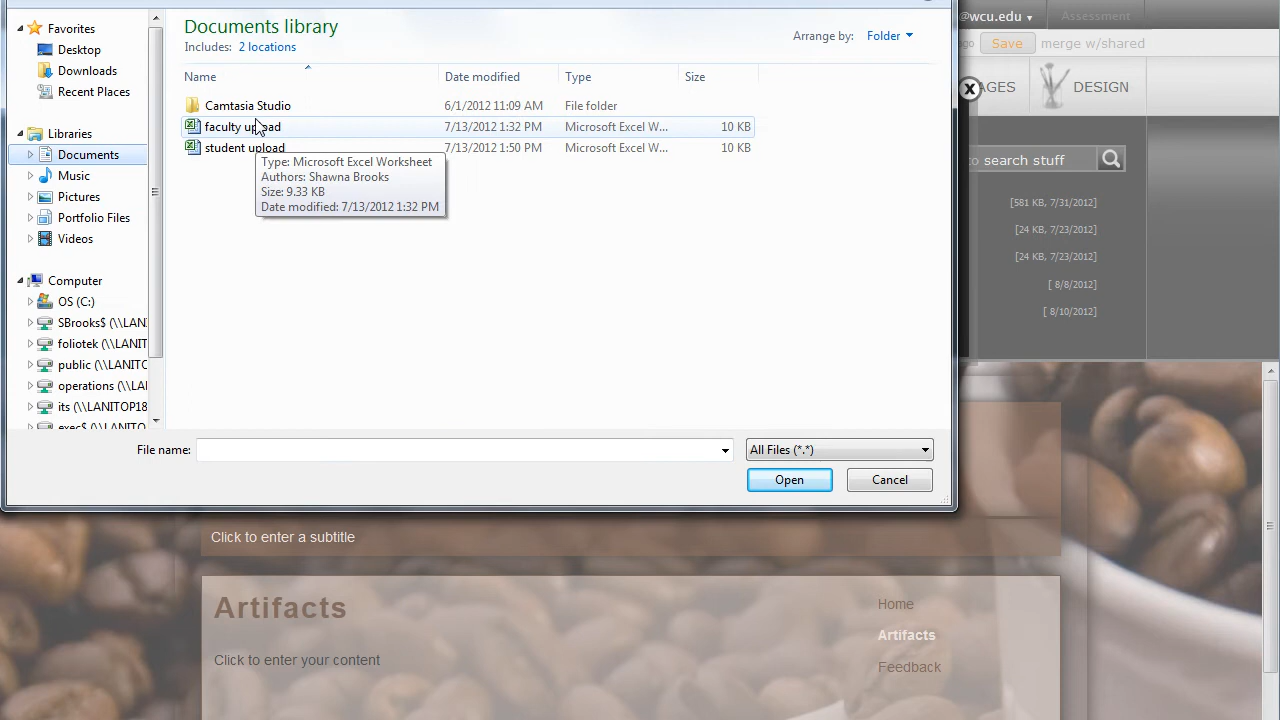 Documents library
Includes: 2 locations
Arrange by: Folder
Name Date modified Type Size
Camtasia Studio 6/1/2012 11:09 AM File folder
faculty upload 7/13/2012 1:32 PM Microsoft Excel W... 10 KB
student upload 7/13/2012 1:50 PM Microsoft Excel W... 10 KB
Type: Microsoft Excel Worksheet
Authors: Shawna Brooks
Size: 9.33 KB
Date modified: 7/13/2012 1:32 PM
Favorites
Desktop
Downloads
Recent Places
Libraries
Documents
Music
Pictures
Portfolio Files
Videos
Computer
OS (C:)
SBrooks$ (\\LANI
foliotek (\\LANITO
public (\\LANITOP
operations (\\LAN
its (\\LANITOP18
File name:
All Files (*.*)
Open Cancel
@wcu.edu Assessment
Save merge w/shared
x
AGES DESIGN
to search stuff
[581 KB, 7/31/2012]
[24 KB, 7/23/2012]
[24 KB, 7/23/2012]
[ 8/8/2012]
[ 8/10/2012]
Click to enter a subtitle
Artifacts
Click to enter your content
Home
Artifacts
Feedback